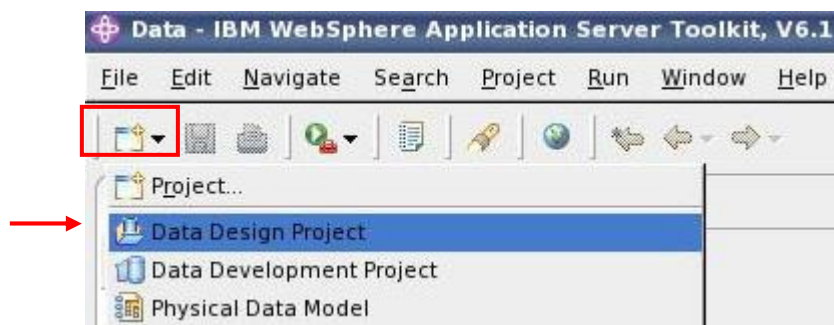 Data - IBM WebSphere Application Server Toolkit, V6.1
File Edit Navigate Search Project Run Window Help
Project...
Data Design Project
Data Development Project
Physical Data Model